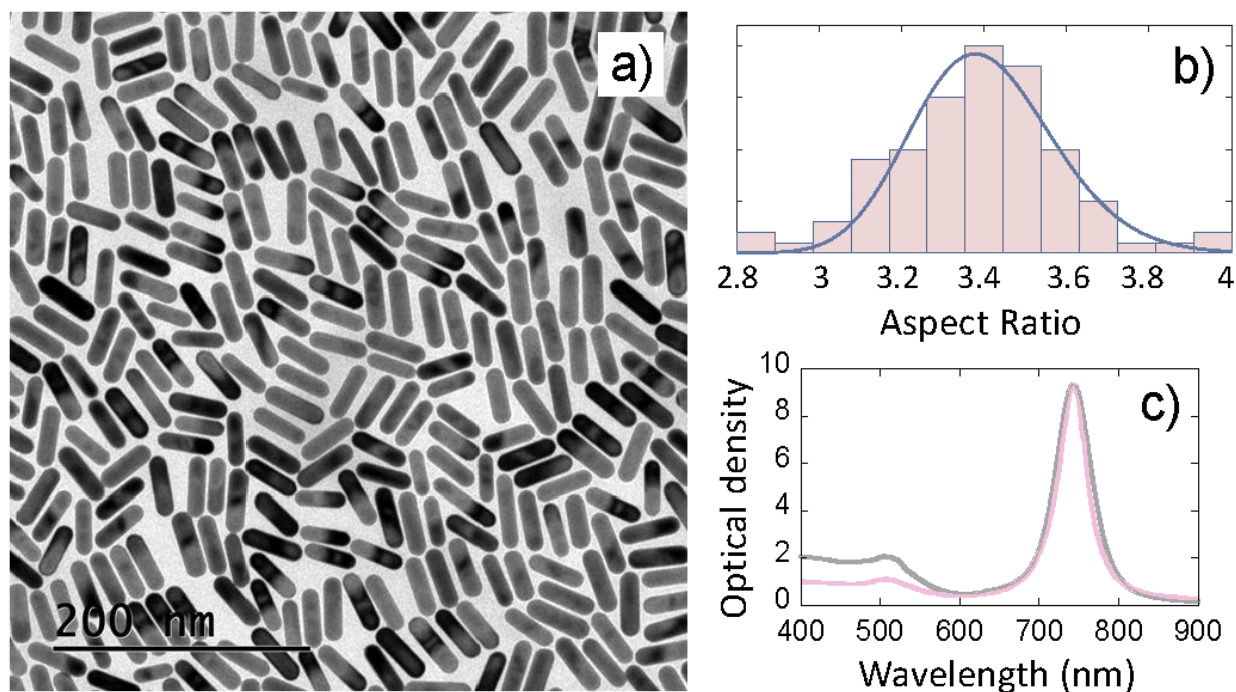 a)
200 nm
b)
2.8 3 3.2 3.4 3.6 3.8 4
Aspect Ratio
c)
10
8
6
4
2
0
Optical density
400 500 600 700 800 900
Wavelength (nm)